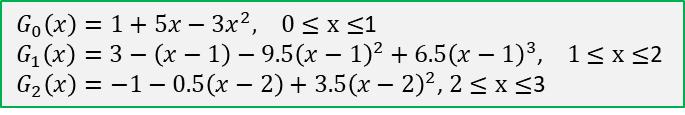 G₀(x) = 1 + 5x − 3x², 0 ≤ x ≤1
G₁(x) = 3 − (x − 1) − 9.5(x − 1)² + 6.5(x − 1)³, 1 ≤ x ≤2
G₂(x) = −1 − 0.5(x − 2) + 3.5(x − 2)², 2 ≤ x ≤3